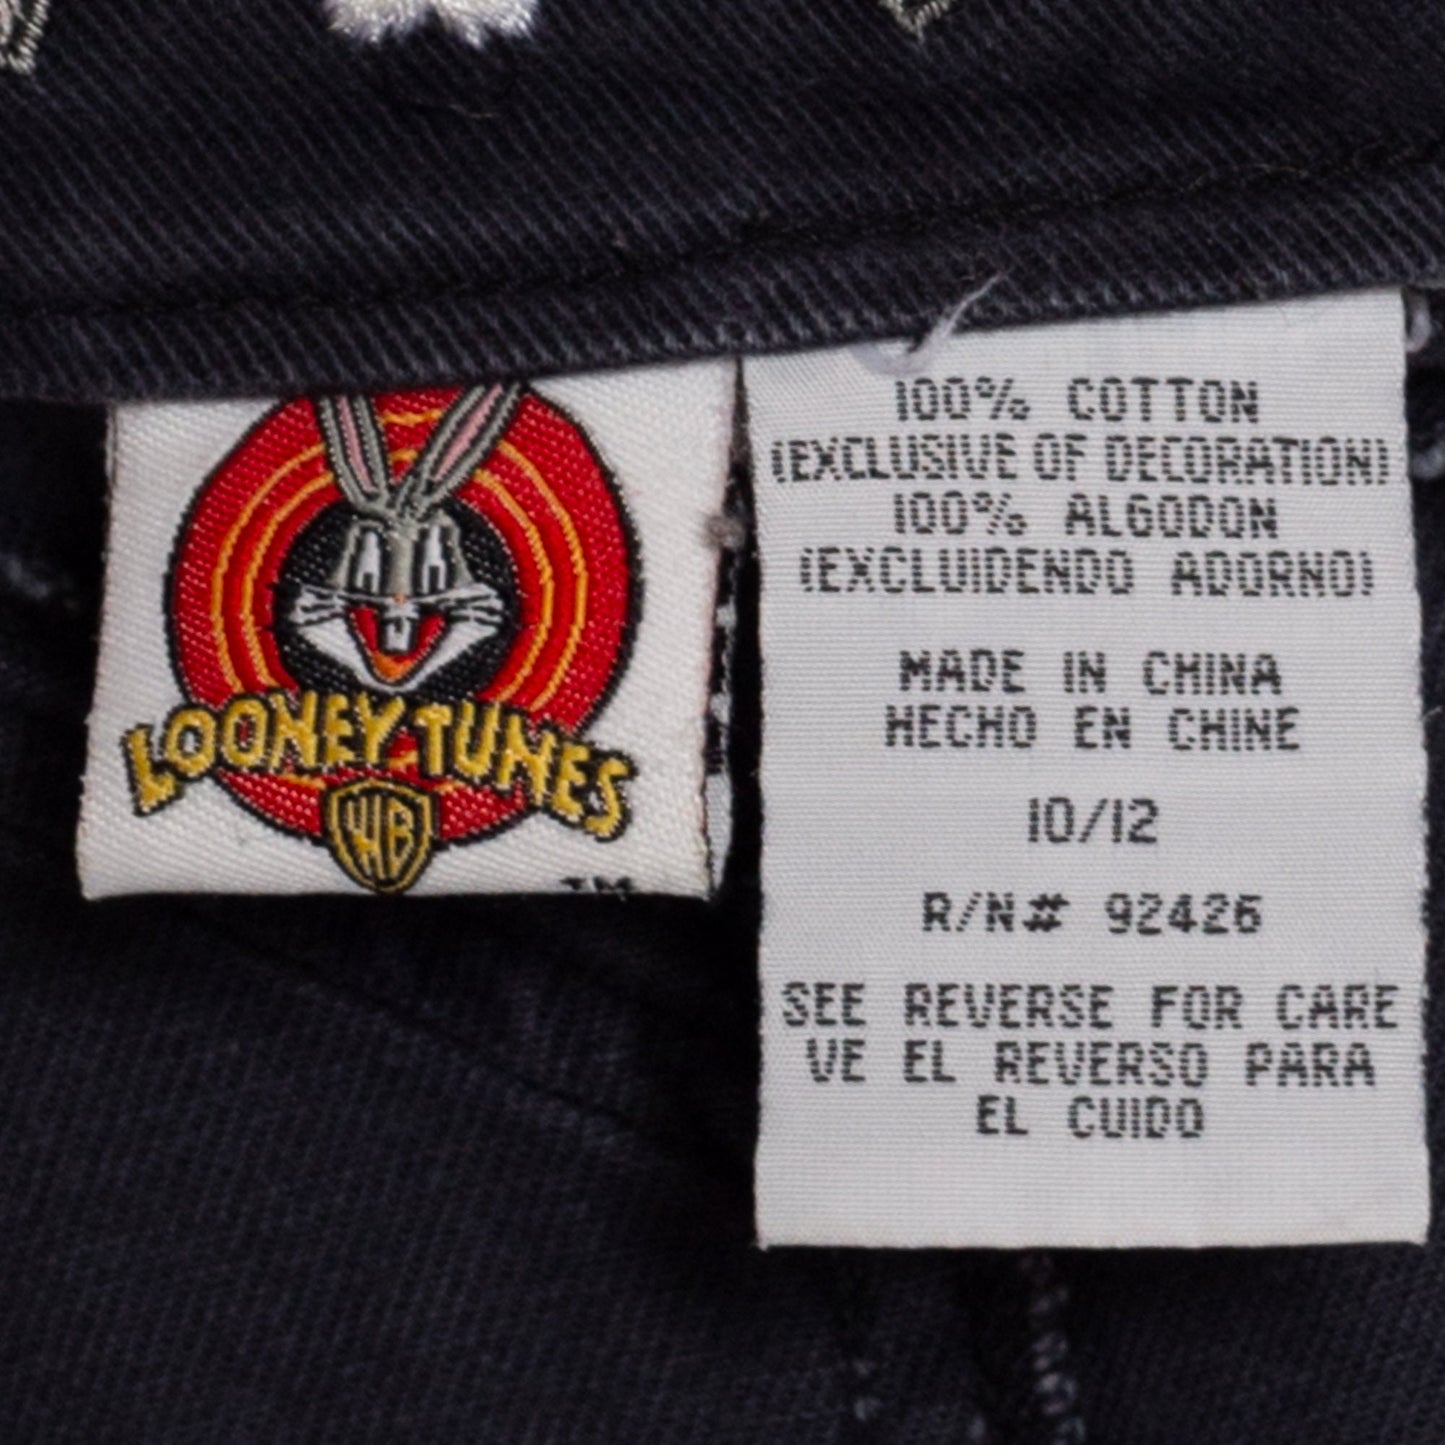 LOONEY TUNES
WB
TM
100% COTTON
(EXCLUSIVE OF DECORATION)
100% ALGODON
(EXCLUIDENDO ADORNO)
MADE IN CHINA
HECHO EN CHINE
10/12
R/N# 92426
SEE REVERSE FOR CARE
VE EL REVERSO PARA
EL CUIDO